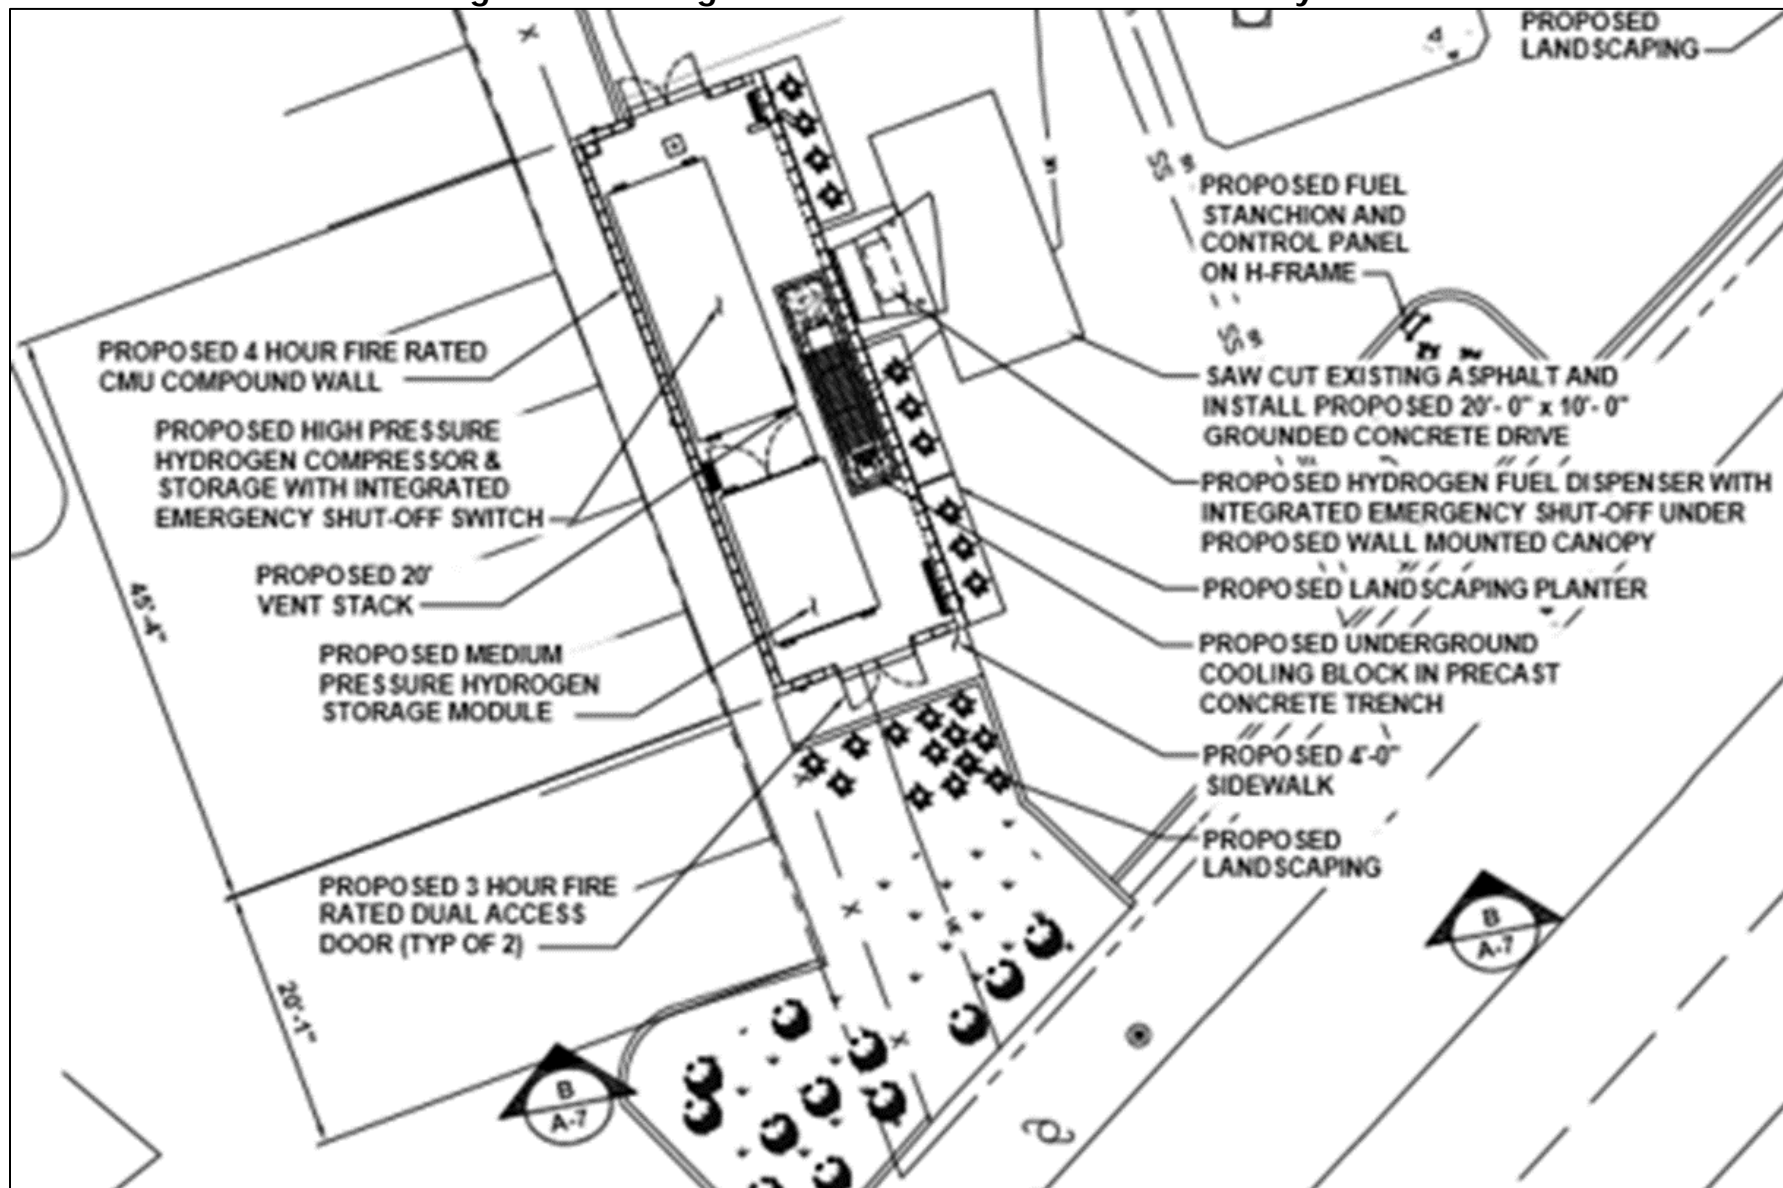 PROPOSED
LANDSCAPING
PROPOSED FUEL
STANCHION AND
CONTROL PANEL
ON H-FRAME
PROPOSED 4 HOUR FIRE RATED
CMU COMPOUND WALL
PROPOSED HIGH PRESSURE
HYDROGEN COMPRESSOR &
STORAGE WITH INTEGRATED
EMERGENCY SHUT-OFF SWITCH
PROPOSED 20'
VENT STACK
PROPOSED MEDIUM
PRESSURE HYDROGEN
STORAGE MODULE
PROPOSED 3 HOUR FIRE
RATED DUAL ACCESS
DOOR (TYP OF 2)
SAW CUT EXISTING ASPHALT AND
INSTALL PROPOSED 20'-0" x 10'-0"
GROUNDED CONCRETE DRIVE
PROPOSED HYDROGEN FUEL DISPENSER WITH
INTEGRATED EMERGENCY SHUT-OFF UNDER
PROPOSED WALL MOUNTED CANOPY
PROPOSED LANDSCAPING PLANTER
PROPOSED UNDERGROUND
COOLING BLOCK IN PRECAST
CONCRETE TRENCH
PROPOSED 4'-0"
SIDEWALK
PROPOSED
LANDSCAPING
45'-4"
20'-1"
SS
SS
X
X
X
X
B
A-7
B
A-7